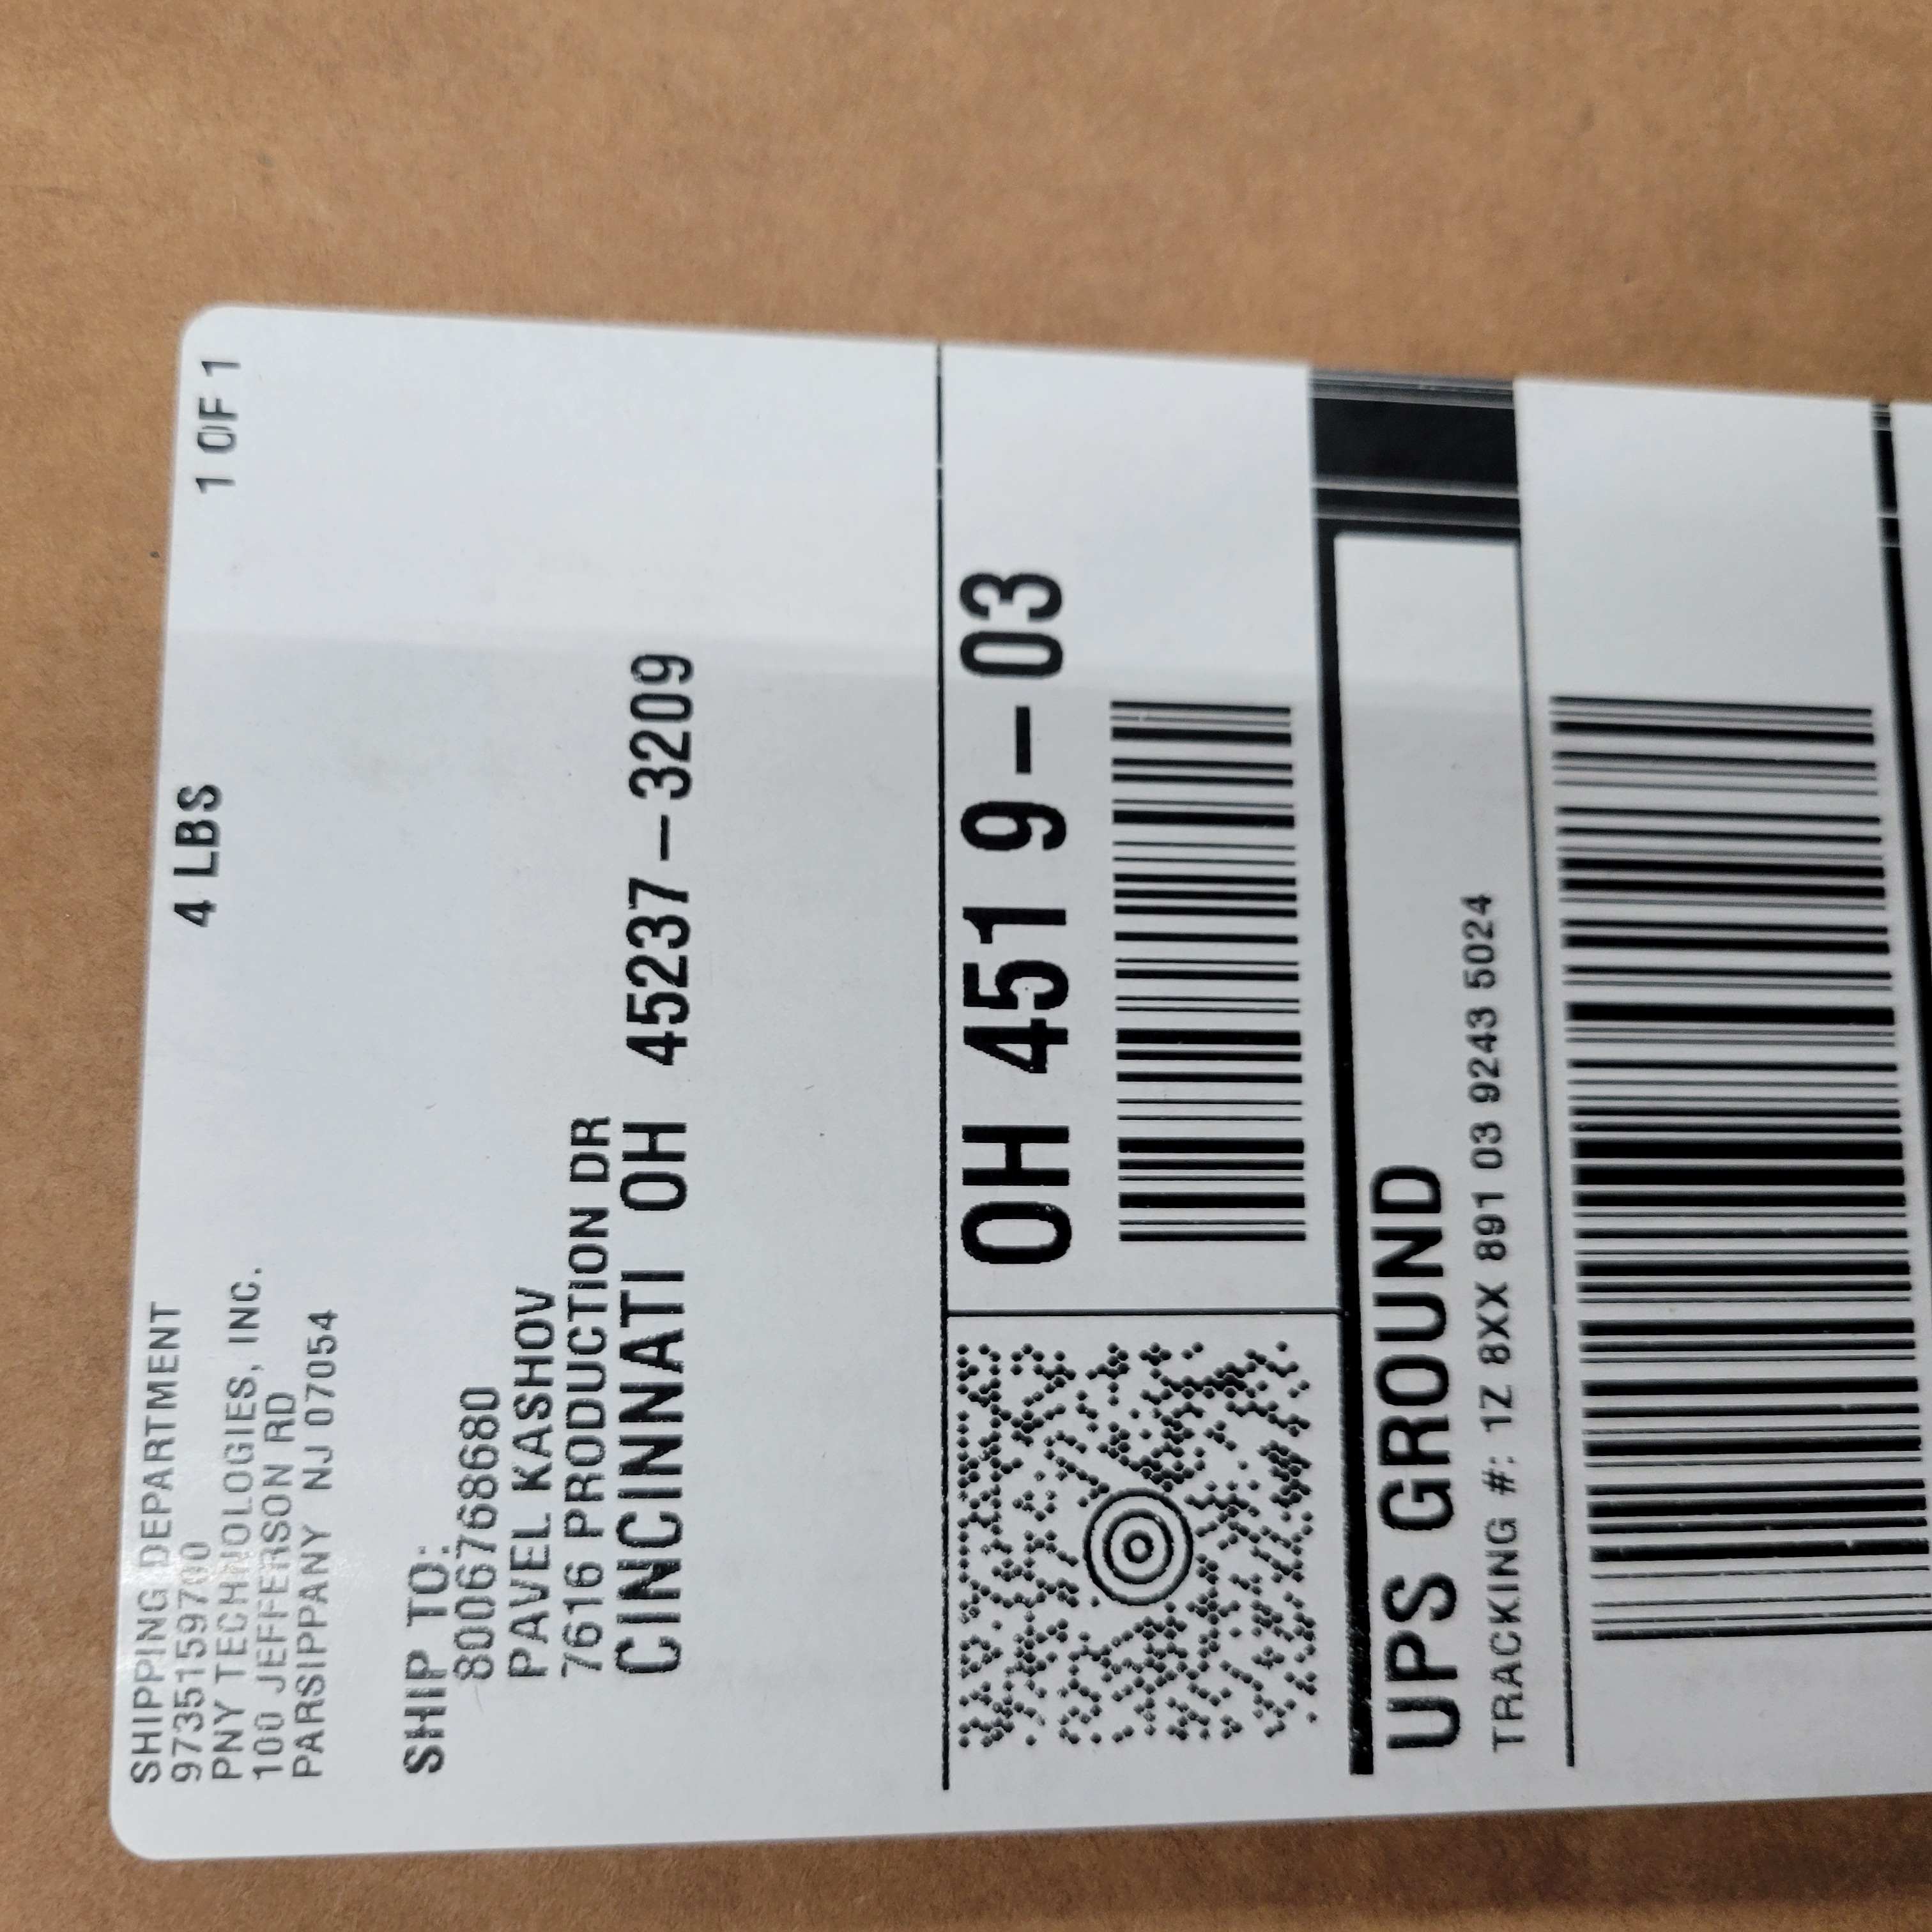 SHIPPING DEPARTMENT
9735159700
PNY TECHNOLOGIES, INC.
100 JEFFERSON RD
PARSIPPANY NJ 07054
4 LBS
1 OF 1
SHIP TO:
8006768680
PAVEL KASHOV
7616 PRODUCTION DR
CINCINNATI OH 45237-3209
OH 451 9-03
UPS GROUND
TRACKING #: 1Z 8XX 891 03 9243 5024